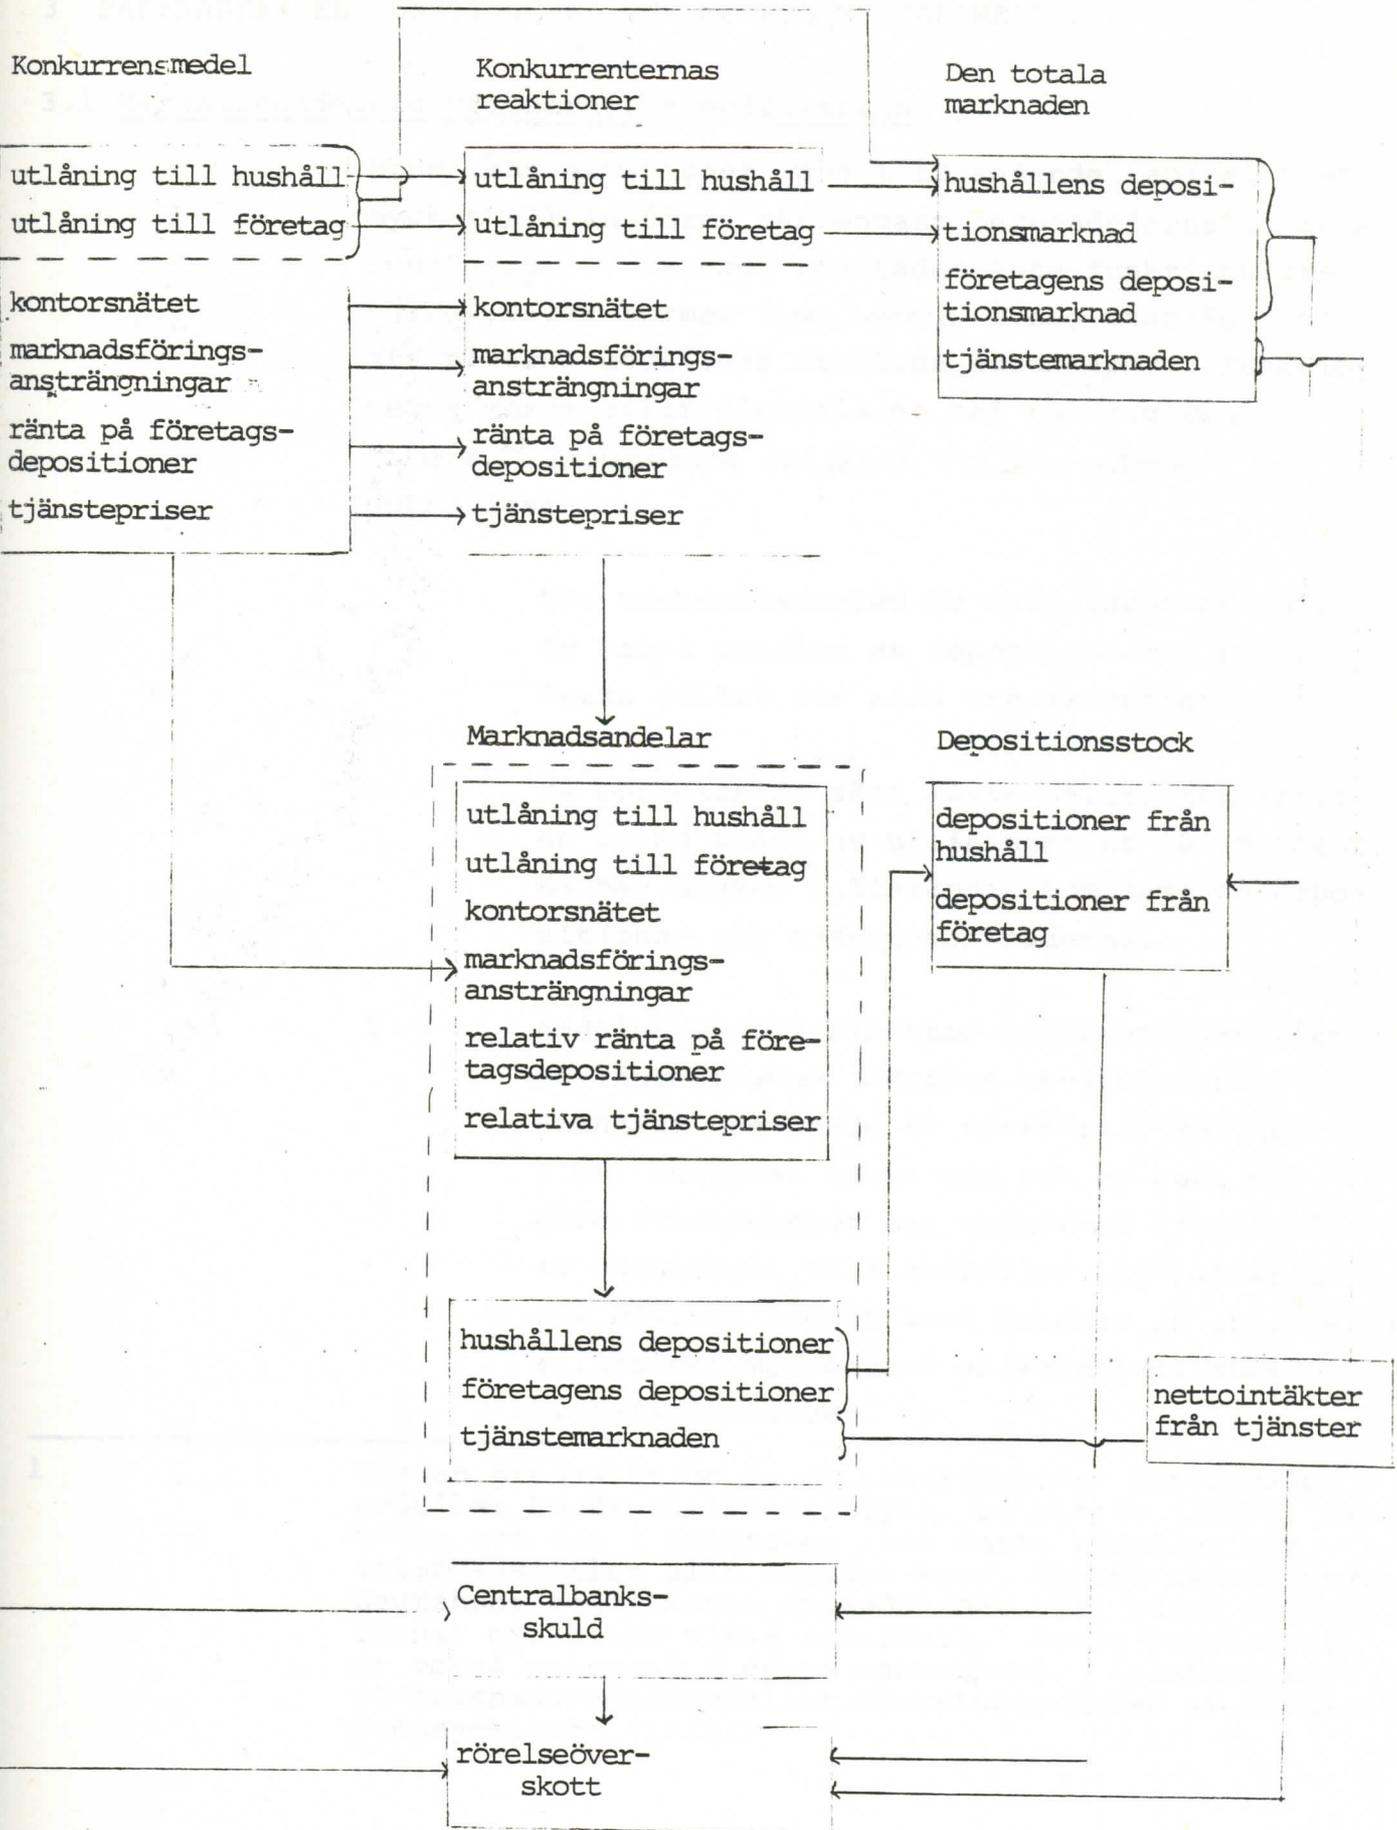 Konkurrensmedel
utlåning till hushåll
utlåning till företag
kontorsnätet
marknadsförings-
ansträngningar
ränta på företags-
depositioner
tjänstepriser
Konkurrenternas
reaktioner
utlåning till hushåll
utlåning till företag
kontorsnätet
marknadsförings-
ansträngningar
ränta på företags-
depositioner
tjänstepriser
Den totala
marknaden
hushållens deposi-
tionsmarknad
företagens deposi-
tionsmarknad
tjänstemarknaden
Marknadsandelar
utlåning till hushåll
utlåning till företag
kontorsnätet
marknadsförings-
ansträngningar
relativ ränta på före-
tagsdepositioner
relativa tjänstepriser
hushållens depositioner
företagens depositioner
tjänstemarknaden
Depositionsstock
depositioner från
hushåll
depositioner från
företag
nettointäkter
från tjänster
Centralbanks-
skuld
rörelseöver-
skott